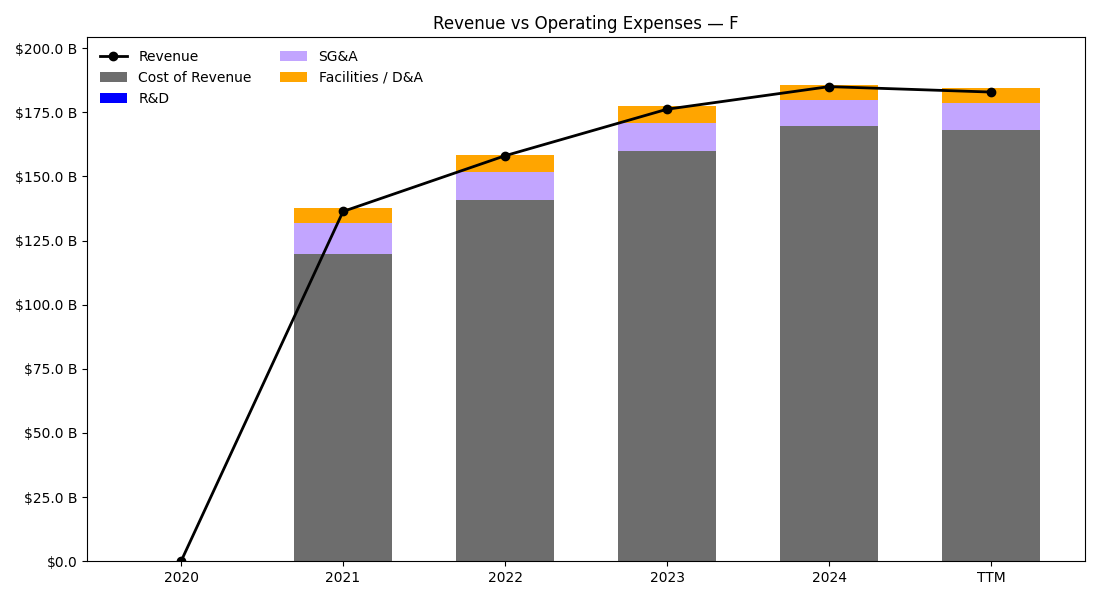 Revenue vs Operating Expenses — F
$200.0 B
$175.0 B
$150.0 B
$125.0 B
$100.0 B
$75.0 B
$50.0 B
$25.0 B
$0.0
Revenue
Cost of Revenue
R&D
SG&A
Facilities / D&A
2020
2021
2022
2023
2024
TTM